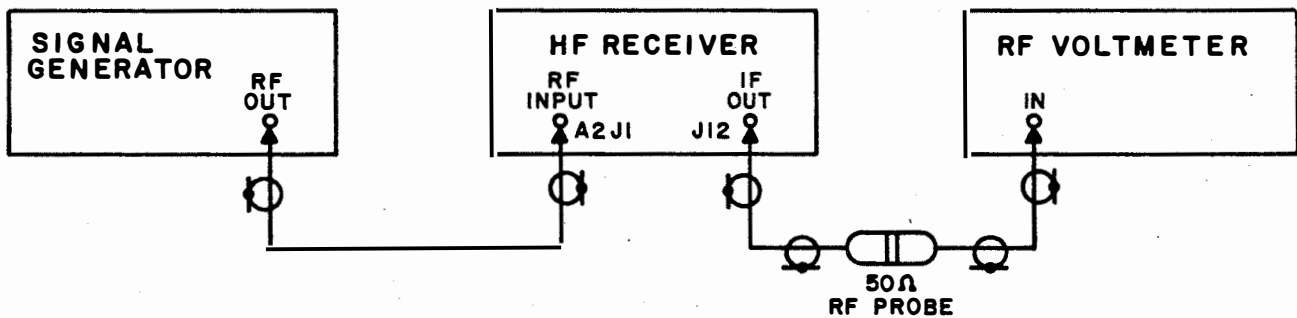 SIGNAL
GENERATOR
RF
OUT
HF RECEIVER
RF
INPUT
A2J1
IF
OUT
J12
RF VOLTMETER
IN
50Ω
RF PROBE